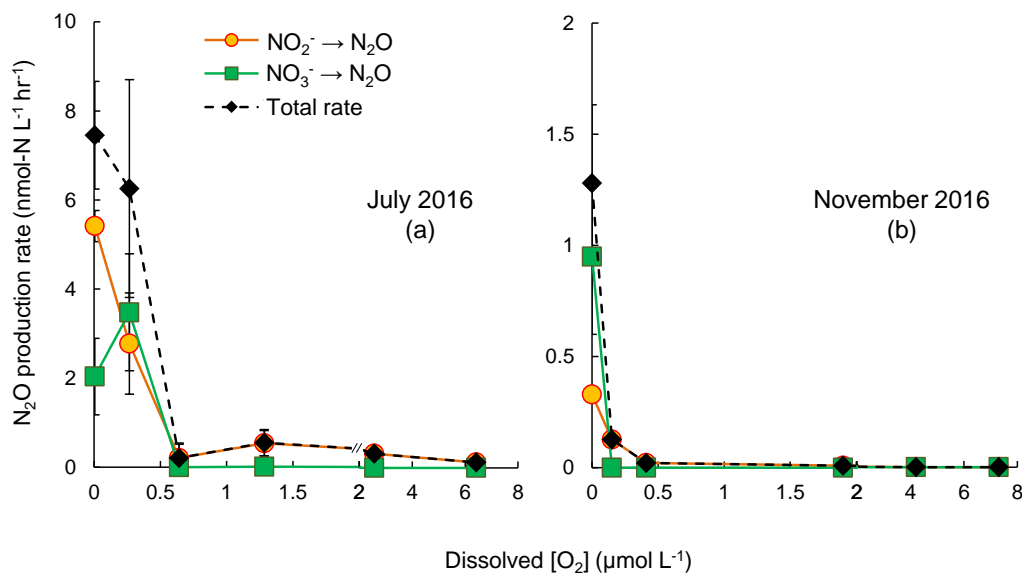 N₂O production rate (nmol-N L⁻¹ hr⁻¹)
10
8
6
4
2
0
NO₂⁻ → N₂O
NO₃⁻ → N₂O
Total rate
July 2016
(a)
//
0 0.5 1 1.5 2 4 6 8
2
1.5
1
0.5
0
November 2016
(b)
0 0.5 1 1.5 2 4 6 8
Dissolved [O₂] (µmol L⁻¹)